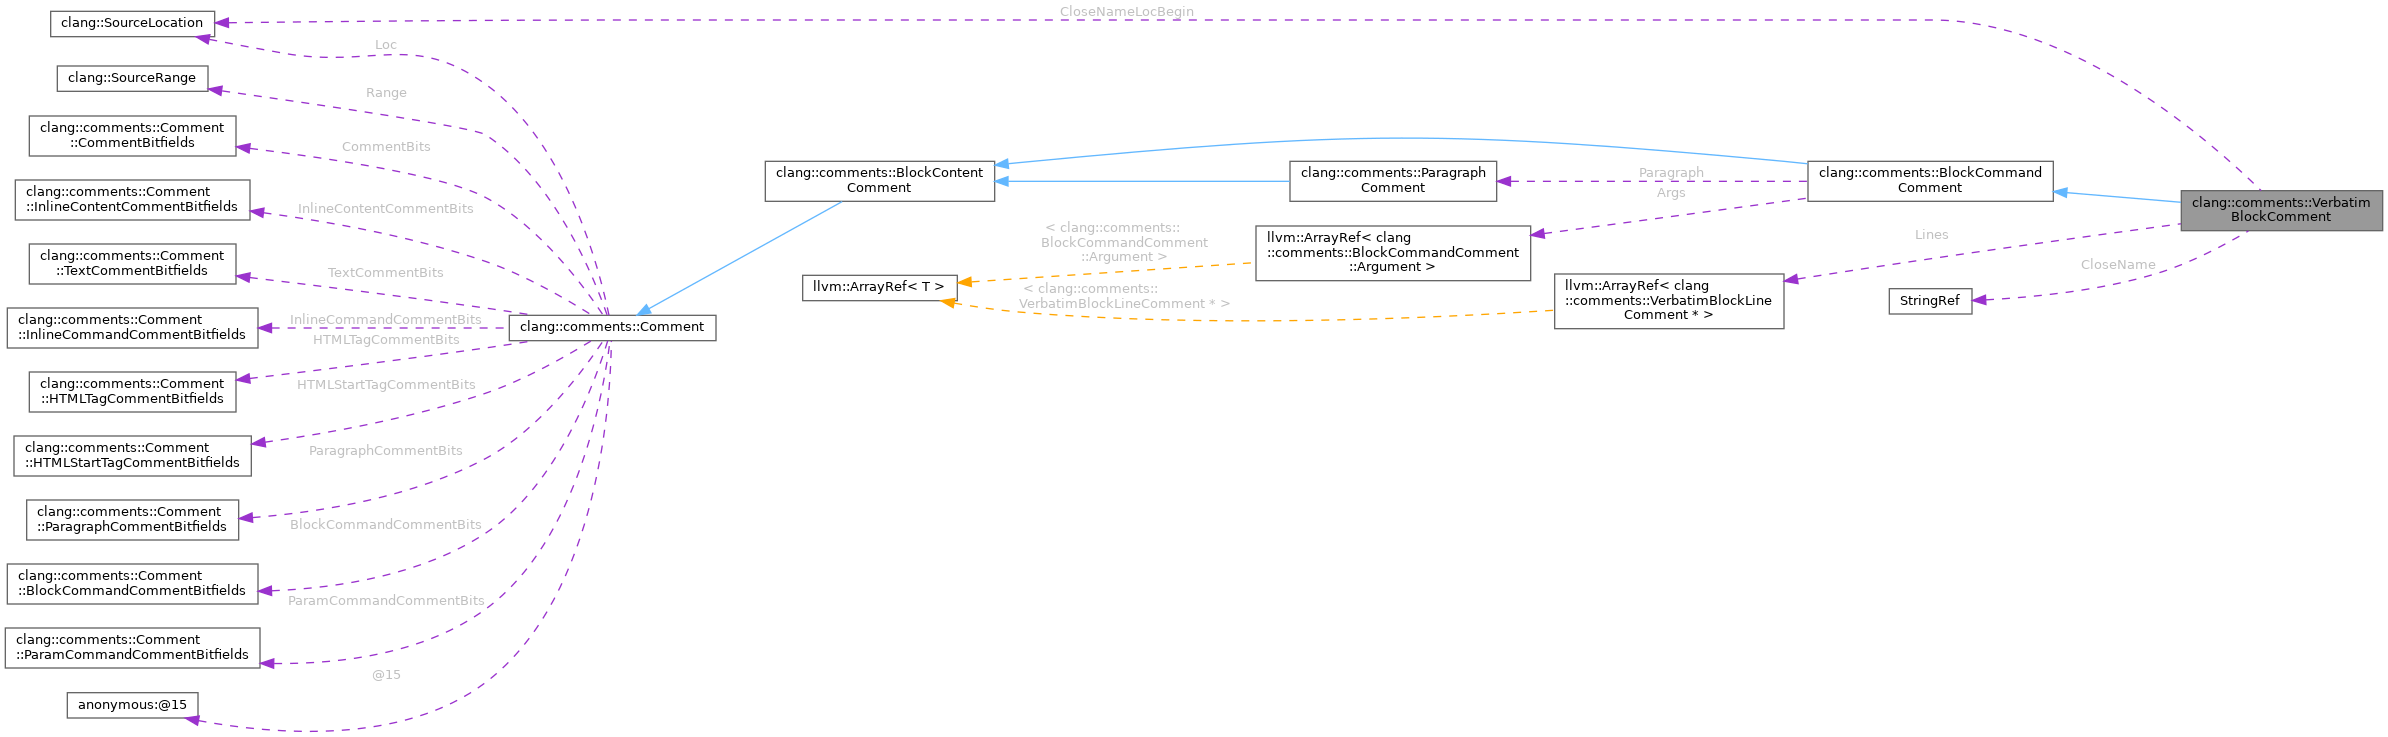 clang::SourceLocation
clang::SourceRange
clang::comments::Comment
::CommentBitfields
clang::comments::Comment
::InlineContentCommentBitfields
clang::comments::Comment
::TextCommentBitfields
clang::comments::Comment
::InlineCommandCommentBitfields
clang::comments::Comment
::HTMLTagCommentBitfields
clang::comments::Comment
::HTMLStartTagCommentBitfields
clang::comments::Comment
::ParagraphCommentBitfields
clang::comments::Comment
::BlockCommandCommentBitfields
clang::comments::Comment
::ParamCommandCommentBitfields
anonymous:@15
Loc
Range
CommentBits
InlineContentCommentBits
TextCommentBits
InlineCommandCommentBits
HTMLTagCommentBits
HTMLStartTagCommentBits
ParagraphCommentBits
BlockCommandCommentBits
ParamCommandCommentBits
@15
clang::comments::Comment
clang::comments::BlockContent
Comment
llvm::ArrayRef< T >
CloseNameLocBegin
< clang::comments::
BlockCommandComment
::Argument >
< clang::comments::
VerbatimBlockLineComment * >
clang::comments::Paragraph
Comment
llvm::ArrayRef< clang
::comments::BlockCommandComment
::Argument >
llvm::ArrayRef< clang
::comments::VerbatimBlockLine
Comment * >
Paragraph
Args
clang::comments::BlockCommand
Comment
StringRef
Lines
CloseName
clang::comments::Verbatim
BlockComment